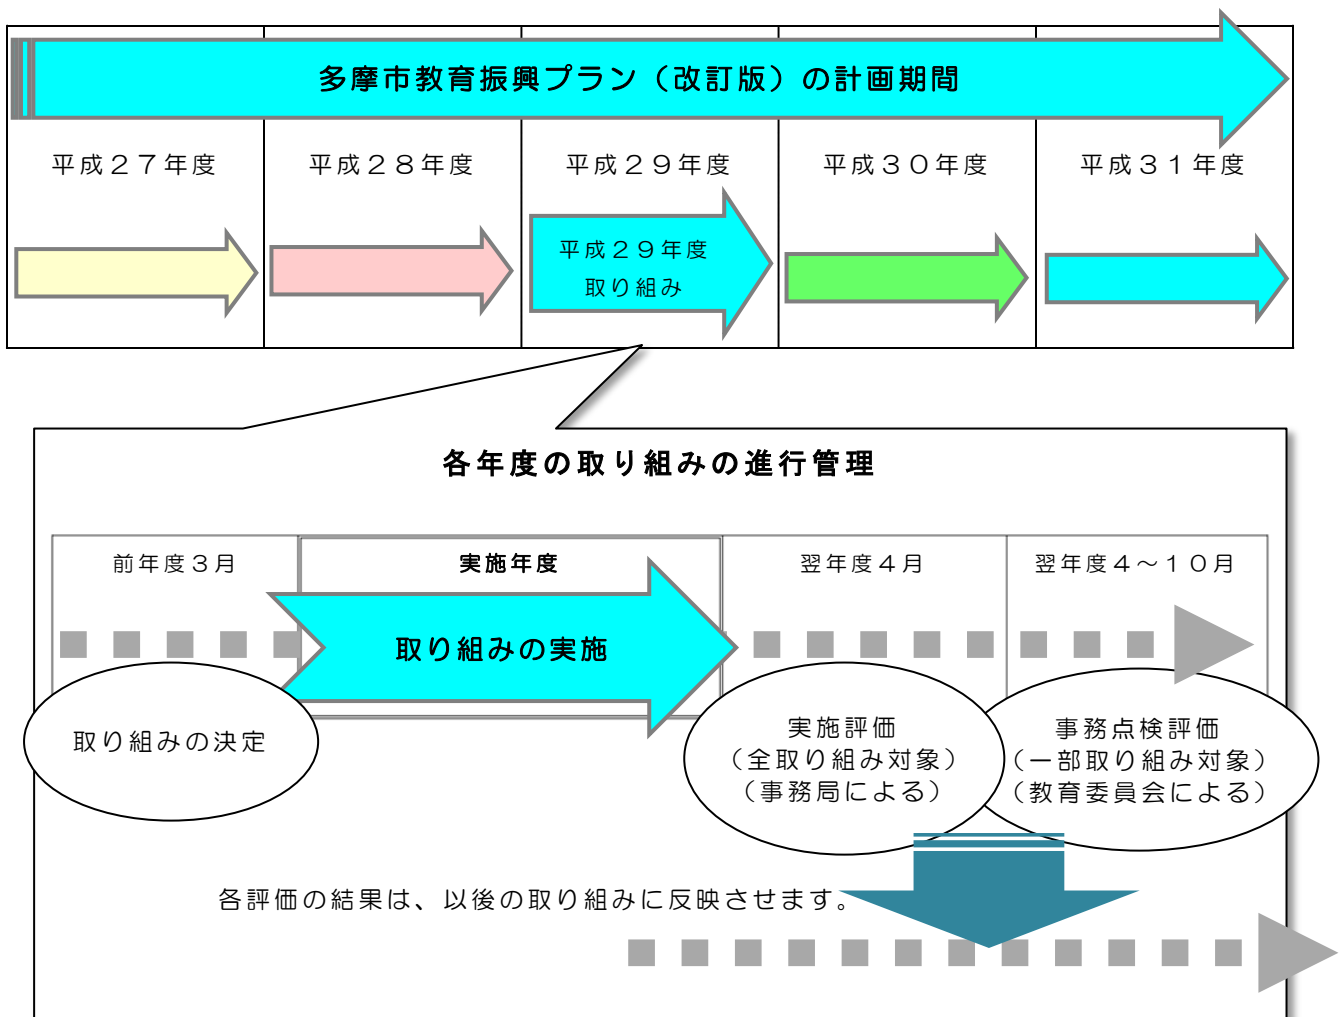 多摩市教育振興プラン（改訂版）の計画期間
平成２７年度
平成２８年度
平成２９年度
平成３０年度
平成３１年度
平成２９年度
取り組み
各年度の取り組みの進行管理
前年度３月
実施年度
翌年度４月
翌年度４～１０月
取り組みの実施
取り組みの決定
実施評価
（全取り組み対象）
（事務局による）
事務点検評価
（一部取り組み対象）
（教育委員会による）
各評価の結果は、以後の取り組みに反映させます。